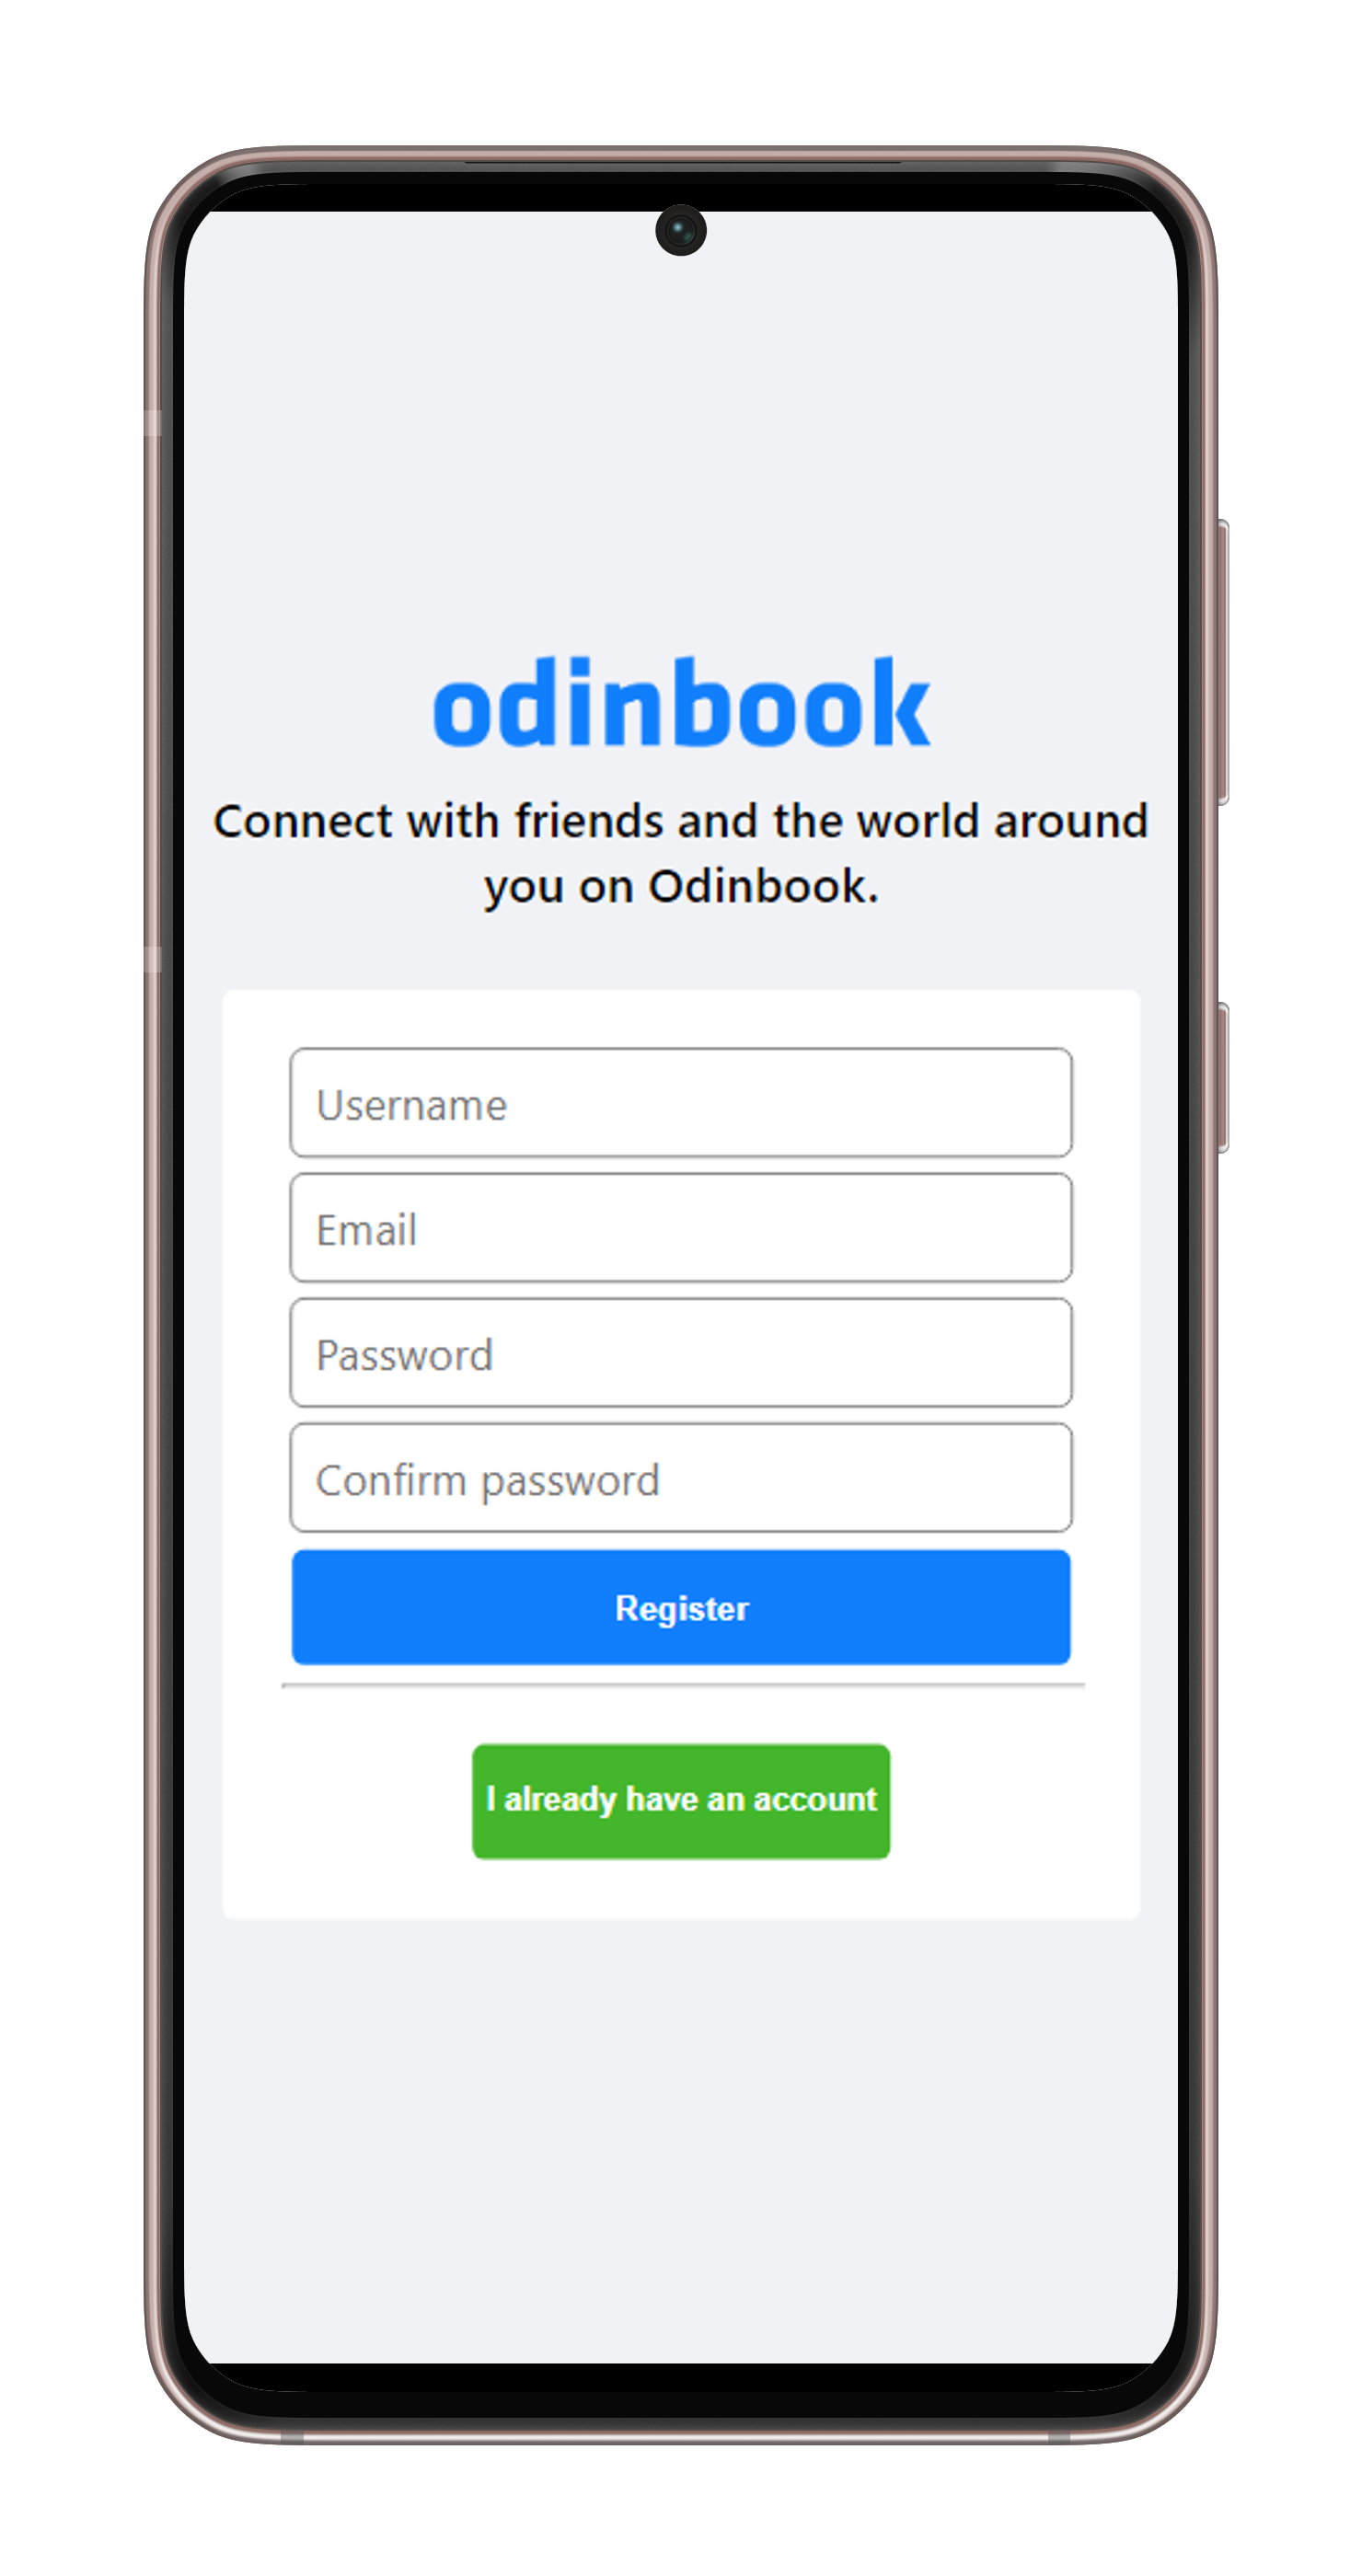 odinbook
Connect with friends and the world around
you on Odinbook.
Username
Email
Password
Confirm password
Register
I already have an account